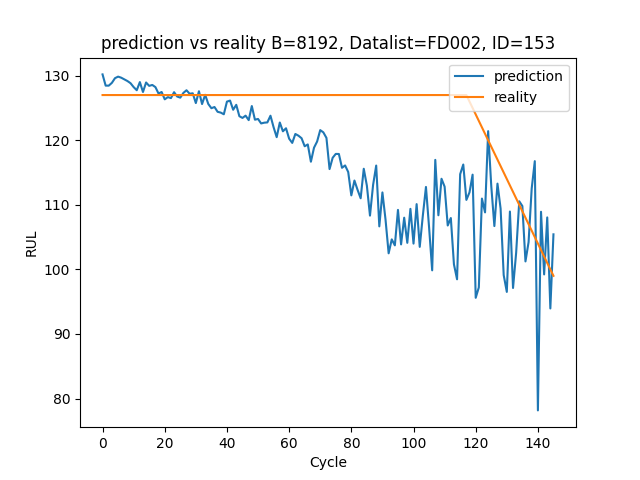 prediction vs reality B=8192, Datalist=FD002, ID=153
prediction
reality
130
120
110
100
90
80
RUL
0 20 40 60 80 100 120 140
Cycle